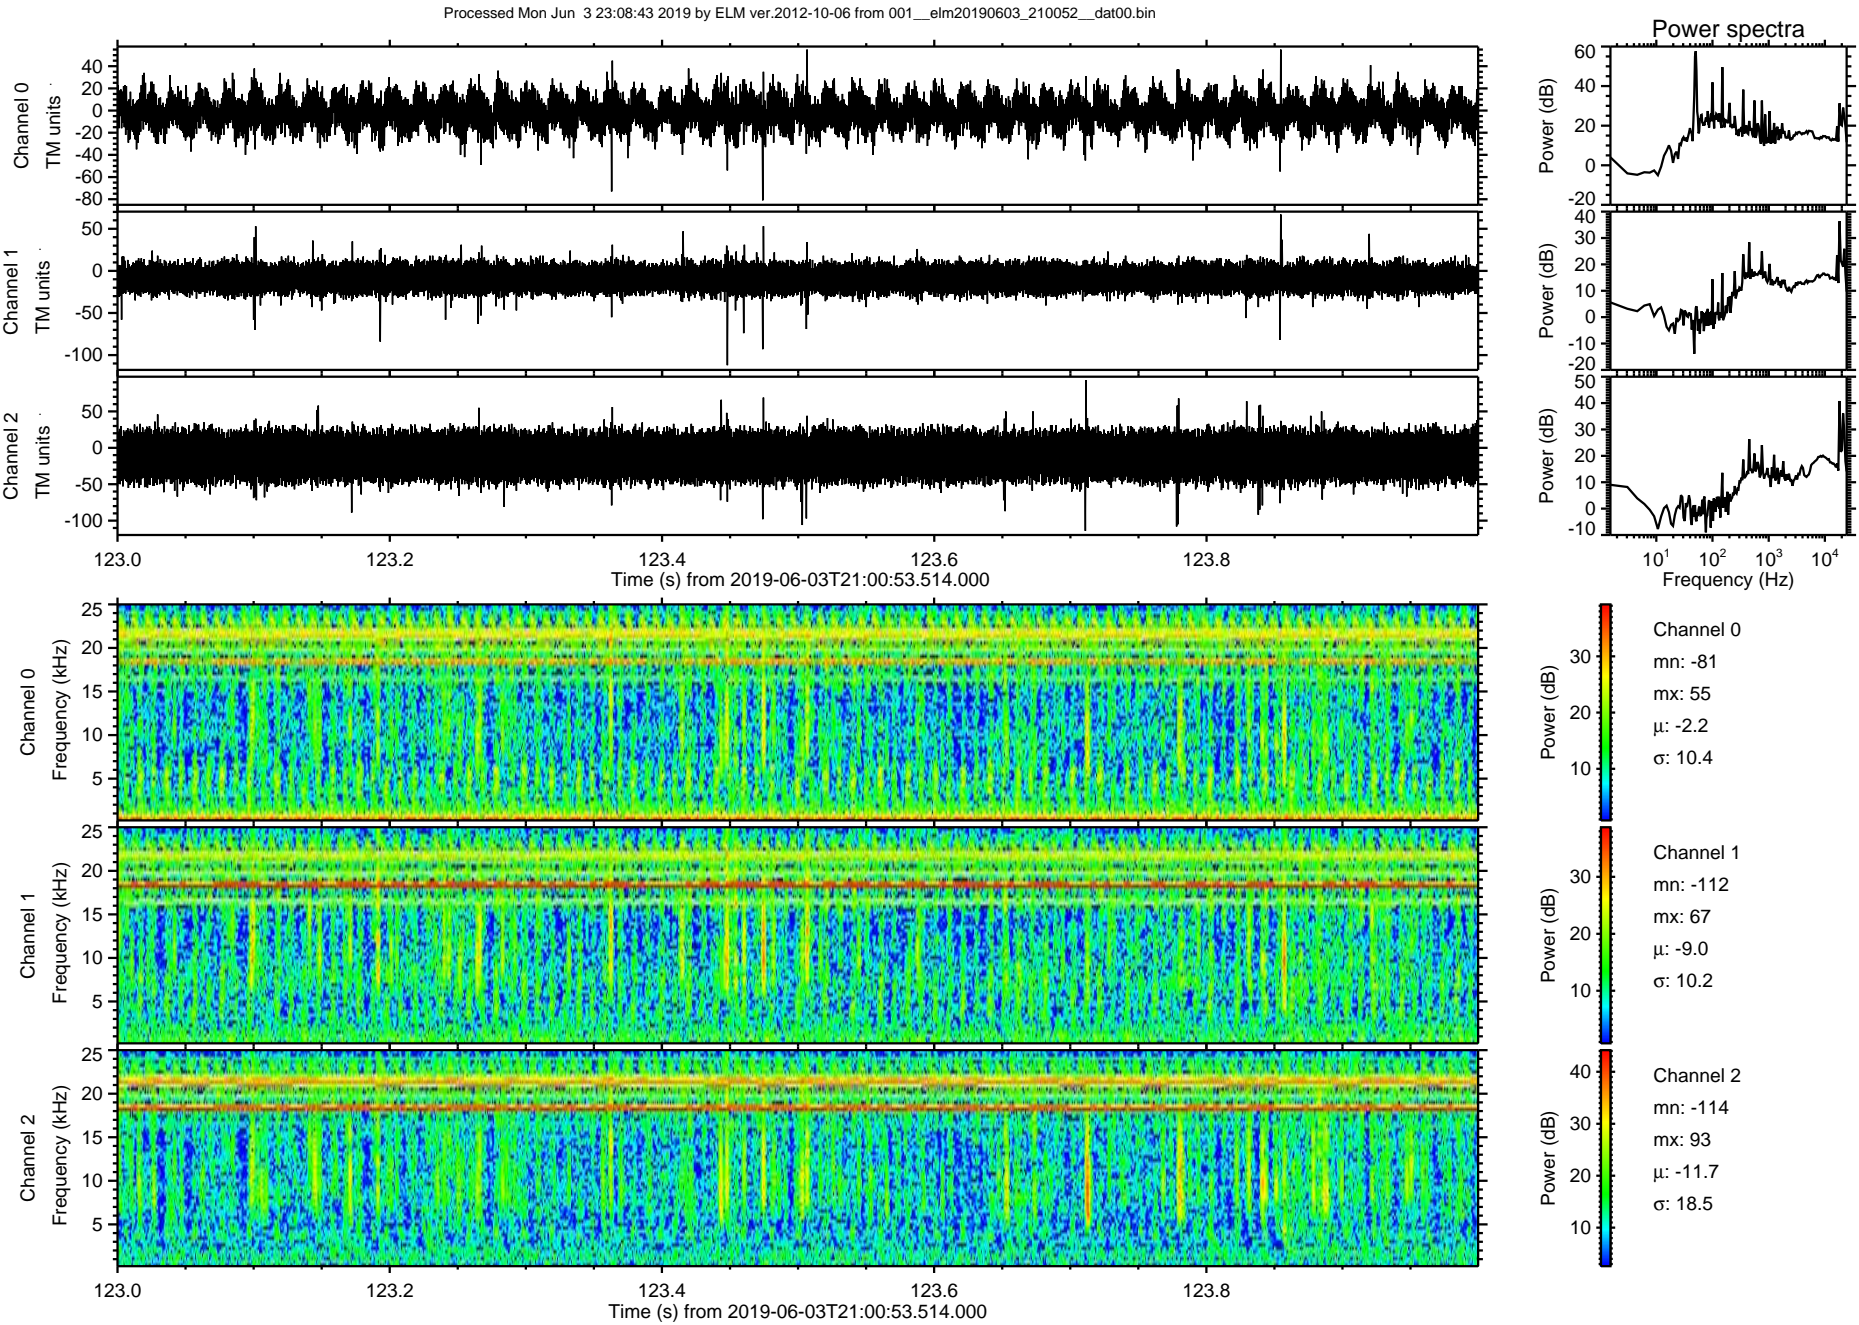 Processed Mon Jun  3 23:08:43 2019 by ELM ver.2012-10-06 from 001__elm20190603_210052__dat00.bin
Power spectra
Channel 0
TM units
40
20
0
-20
-40
-60
-80
Power (dB)
60
40
20
0
-20
Channel 1
TM units
50
0
-50
-100
Power (dB)
40
30
20
10
0
-10
-20
Channel 2
TM units
50
0
-50
-100
Power (dB)
50
40
30
20
10
0
-10
123.0 123.2 123.4 123.6 123.8
Time (s) from 2019-06-03T21:00:53.514.000
10¹ 10² 10³ 10⁴
Frequency (Hz)
Channel 0
Frequency (kHz)
25
20
15
10
5
Power (dB)
30
20
10
Channel 0
mn: -81
mx: 55
μ: -2.2
σ: 10.4
Channel 1
Frequency (kHz)
25
20
15
10
5
Power (dB)
30
20
10
Channel 1
mn: -112
mx: 67
μ: -9.0
σ: 10.2
Channel 2
Frequency (kHz)
25
20
15
10
5
Power (dB)
40
30
20
10
Channel 2
mn: -114
mx: 93
μ: -11.7
σ: 18.5
123.0 123.2 123.4 123.6 123.8
Time (s) from 2019-06-03T21:00:53.514.000